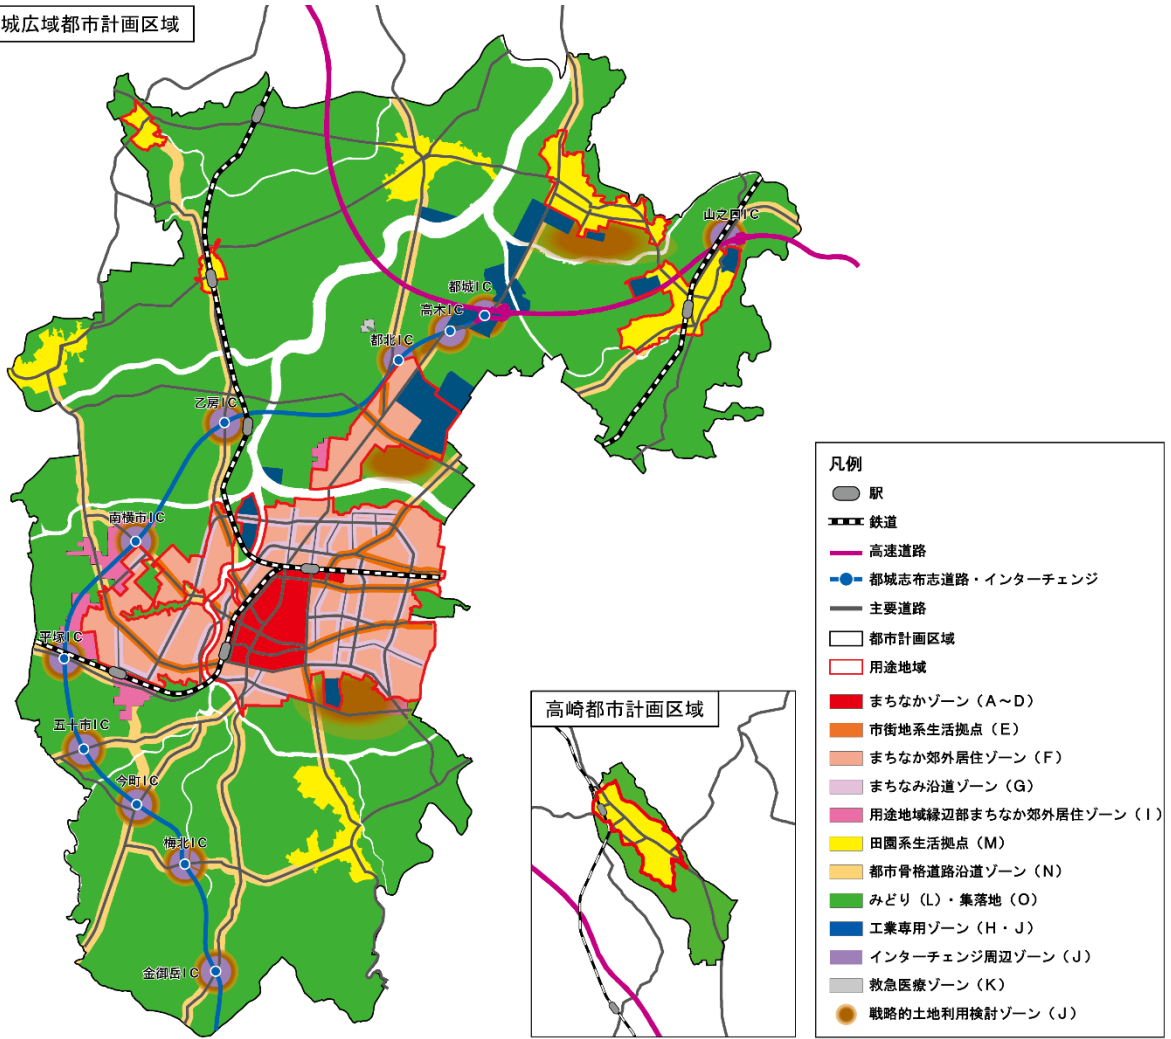 城広域都市計画区域
山之口IC
都城IC
高木IC
都北IC
乙房IC
南横市IC
平塚IC
五十市IC
今町IC
梅北IC
金御岳IC
高崎都市計画区域
凡例
駅
鉄道
高速道路
都城志布志道路・インターチェンジ
主要道路
都市計画区域
用途地域
まちなかゾーン（A～D）
市街地系生活拠点（E）
まちなか郊外居住ゾーン（F）
まちなみ沿道ゾーン（G）
用途地域縁辺部まちなか郊外居住ゾーン（I）
田園系生活拠点（M）
都市骨格道路沿道ゾーン（N）
みどり（L）・集落地（O）
工業専用ゾーン（H・J）
インターチェンジ周辺ゾーン（J）
救急医療ゾーン（K）
戦略的土地利用検討ゾーン（J）